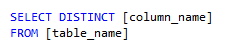 SELECT DISTINCT [column_name]
FROM [table_name]